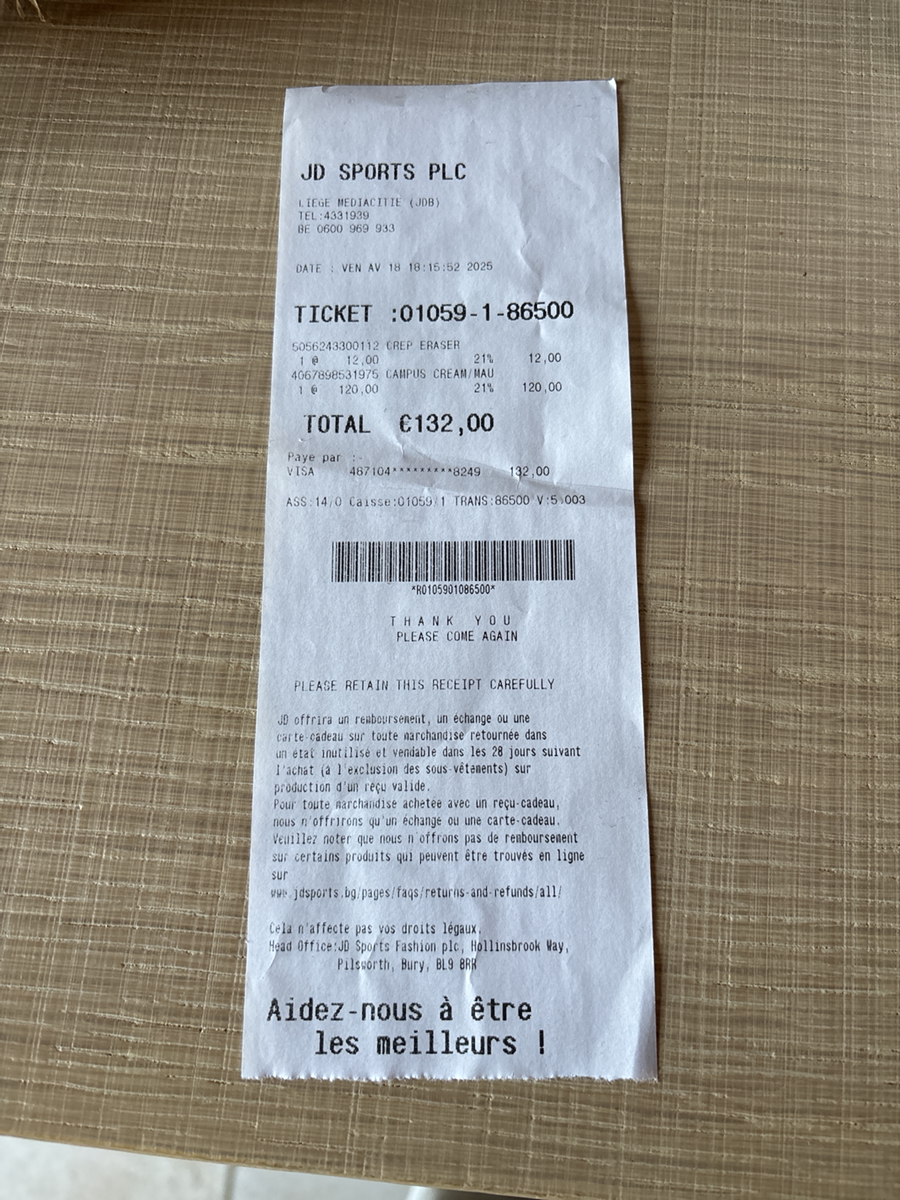 JD SPORTS PLC
LIEGE MEDIACITIE (JDB)
TEL:4331939
BE 0600 969 933
DATE : VEN AV 18 18:15:52 2025
TICKET :01059-1-86500
5056243300112 CREP ERASER
1 @ 12,00 21% 12,00
4067898531975 CAMPUS CREAM/MAU
1 @ 120,00 21% 120,00
TOTAL €132,00
Paye par :-
VISA 487104*********8249 132,00
ASS:14/0 Caisse:01059/1 TRANS:86500 V:5.003
*R0105901086500*
THANK YOU
PLEASE COME AGAIN
PLEASE RETAIN THIS RECEIPT CAREFULLY
JD offrira un remboursement, un échange ou une
carte-cadeau sur toute marchandise retournée dans
un état inutilisé et vendable dans les 28 jours suivant
l'achat (à l'exclusion des sous-vêtements) sur
production d'un reçu valide.
Pour toute marchandise achetée avec un reçu-cadeau,
nous n'offrirons qu'un échange ou une carte-cadeau.
Veuillez noter que nous n'offrons pas de remboursement
sur certains produits qui peuvent être trouvés en ligne
sur
www.jdsports.bg/pages/faqs/returns-and-refunds/all/
Cela n'affecte pas vos droits légaux.
Head Office:JD Sports Fashion plc, Hollinsbrook Way,
Pilsworth, Bury, BL9 8RR
Aidez-nous à être
les meilleurs !